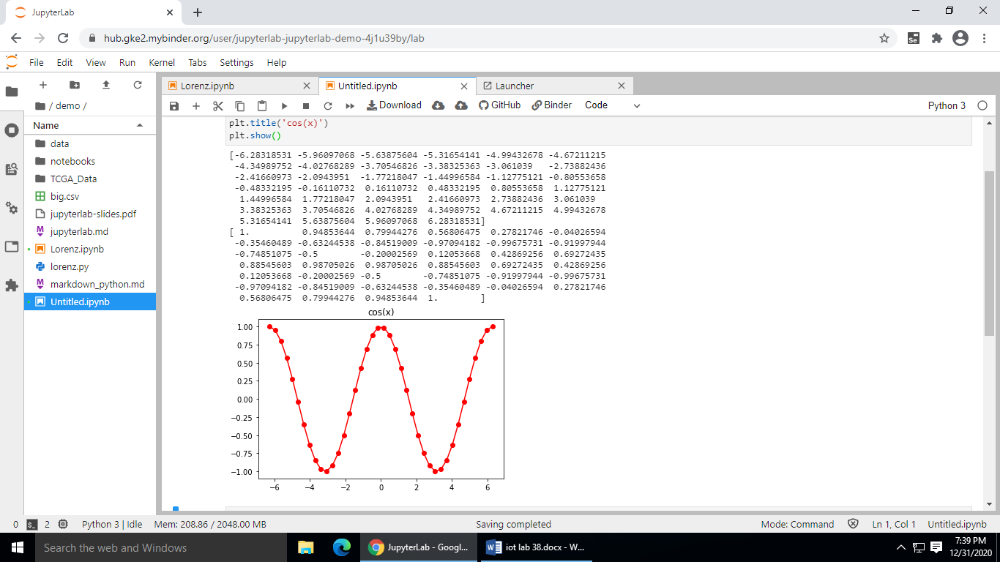 JupyterLab
hub.gke2.mybinder.org/user/jupyterlab-jupyterlab-demo-4j1u39by/lab
File Edit View Run Kernel Tabs Settings Help
/ demo /
Name
data
notebooks
TCGA_Data
big.csv
jupyterlab-slides.pdf
jupyterlab.md
Lorenz.ipynb
lorenz.py
markdown_python.md
Untitled.ipynb
Lorenz.ipynb Untitled.ipynb Launcher
Download GitHub Binder Code Python 3
plt.title('cos(x)')
plt.show()
[-6.28318531 -5.96097068 -5.63875604 -5.31654141 -4.99432678 -4.67211215
-4.34989752 -4.02768289 -3.70546826 -3.38325363 -3.061039 -2.73882436
-2.41660973 -2.0943951 -1.77218047 -1.44996584 -1.12775121 -0.80553658
-0.48332195 -0.16110732 0.16110732 0.48332195 0.80553658 1.12775121
1.44996584 1.77218047 2.0943951 2.41660973 2.73882436 3.061039
3.38325363 3.70546826 4.02768289 4.34989752 4.67211215 4.99432678
5.31654141 5.63875604 5.96097068 6.28318531]
[ 1. 0.94853644 0.79944276 0.56806475 0.27821746 -0.04026594
-0.35460489 -0.63244538 -0.84519009 -0.97094182 -0.99675731 -0.91997944
-0.74851075 -0.5 -0.20002569 0.12053668 0.42869256 0.69272435
0.88545603 0.98705026 0.98705026 0.88545603 0.69272435 0.42869256
0.12053668 -0.20002569 -0.5 -0.74851075 -0.91997944 -0.99675731
-0.97094182 -0.84519009 -0.63244538 -0.35460489 -0.04026594 0.27821746
0.56806475 0.79944276 0.94853644 1. ]
cos(x)
1.00
0.75
0.50
0.25
0.00
−0.25
−0.50
−0.75
−1.00
−6 −4 −2 0 2 4 6
0 $_ 2 Python 3 | Idle Mem: 208.86 / 2048.00 MB Saving completed Mode: Command Ln 1, Col 1 Untitled.ipynb
Search the web and Windows
JupyterLab - Googl...
iot lab 38.docx - W...
7:39 PM
12/31/2020